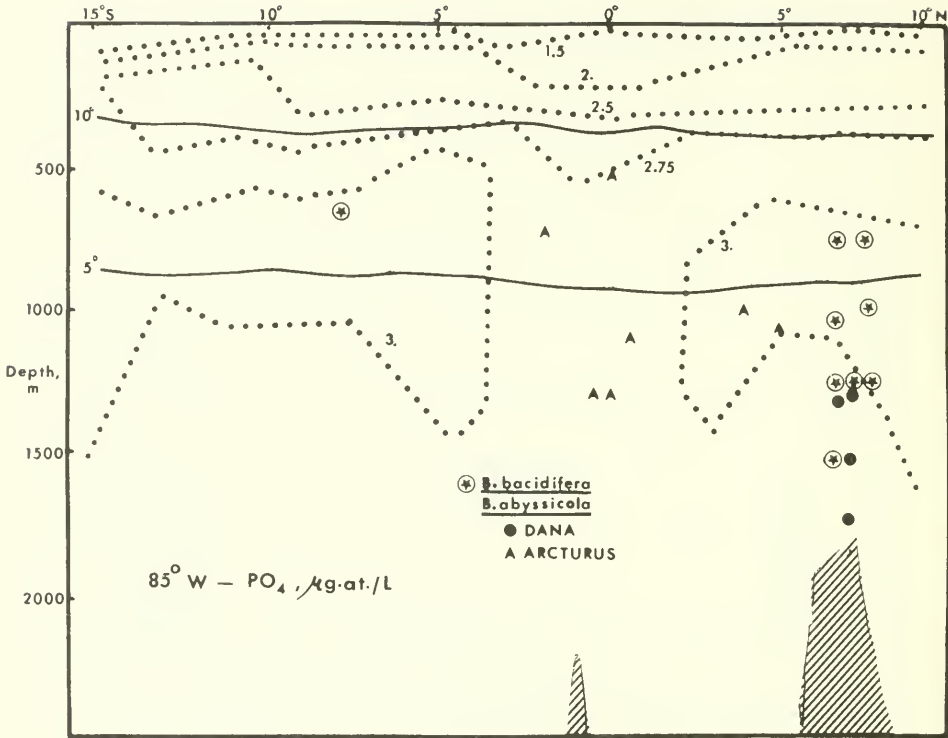 15°S 10° 5° 0° 5° 10°N
1.5
2.
2.5
10°
2.75
500
3.
5°
1000
3.
Depth,
m
1500
B.bacidifera
B.abyssicola
DANA
ARCTURUS
85° W — PO₄, μg.at./L
2000